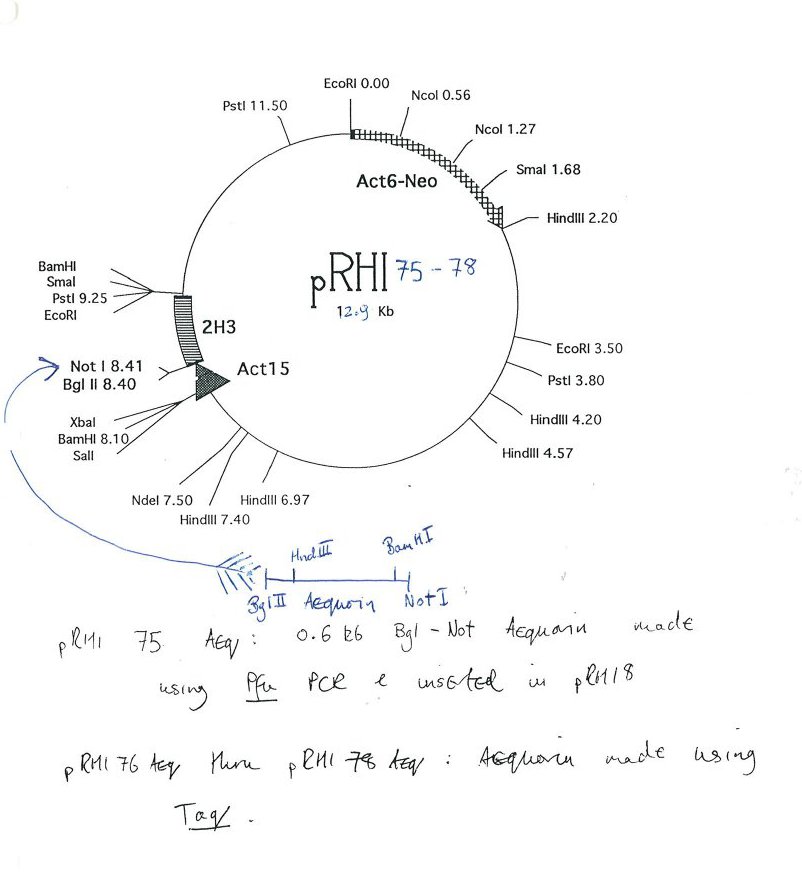 EcoRI 0.00
PstI 11.50
NcoI 0.56
NcoI 1.27
SmaI 1.68
Act6-Neo
HindIII 2.20
BamHI
SmaI
PstI 9.25
EcoRI
pRHI 75 - 78
12.9 Kb
2H3
EcoRI 3.50
Not I 8.41
Bgl II 8.40
Act15
PstI 3.80
XbaI
BamHI 8.10
SalI
HindIII 4.20
HindIII 4.57
NdeI 7.50
HindIII 6.97
HindIII 7.40
HindIII
BamHI
BglII Aequorin NotI
pRHI 75 Aeq : 0.6 kb Bgl - Not Aequorin made
using Pfu PCR & inserted in pRHI8
pRHI 76 Aeq thru pRHI 78 Aeq : Aequorin made using
Taq.